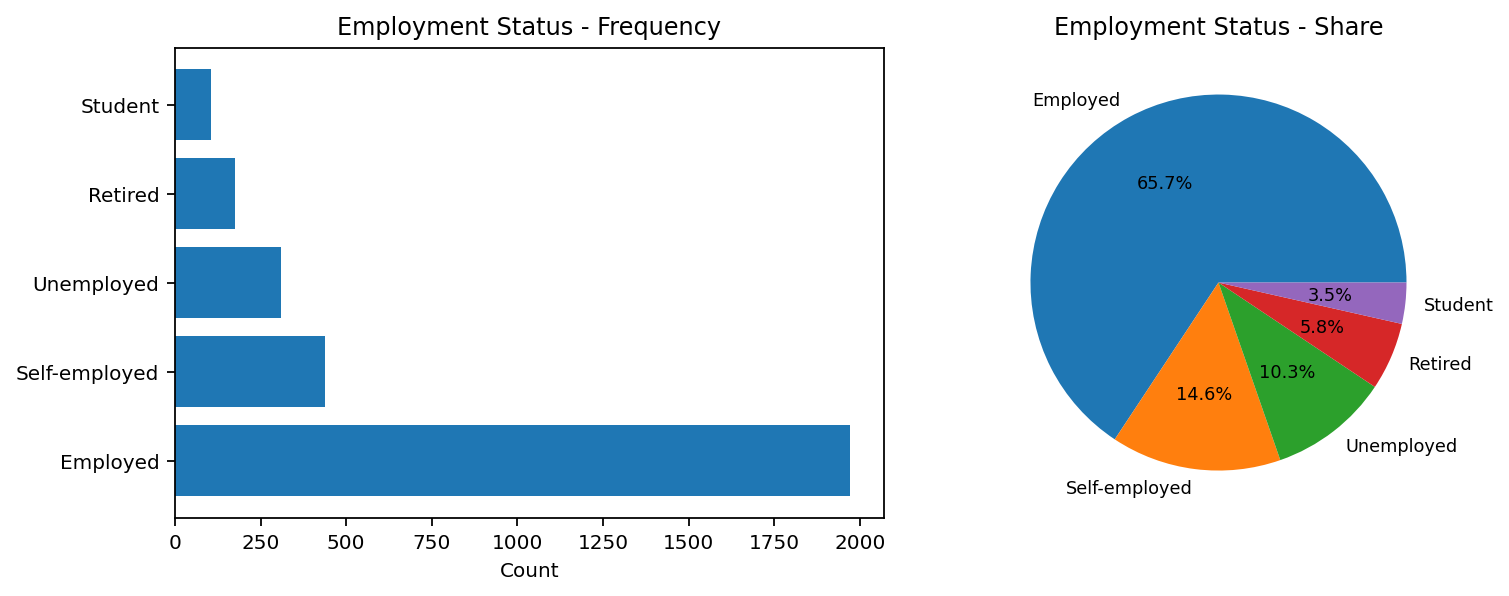 Employment Status - Frequency
Student
Retired
Unemployed
Self-employed
Employed
0 250 500 750 1000 1250 1500 1750 2000
Count
Employment Status - Share
Employed
65.7%
3.5%
Student
5.8%
Retired
10.3%
14.6%
Unemployed
Self-employed